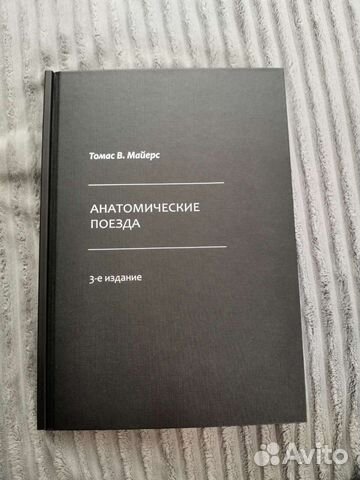 Томас В. Майерс
АНАТОМИЧЕСКИЕ
ПОЕЗДА
3-е издание
Avito